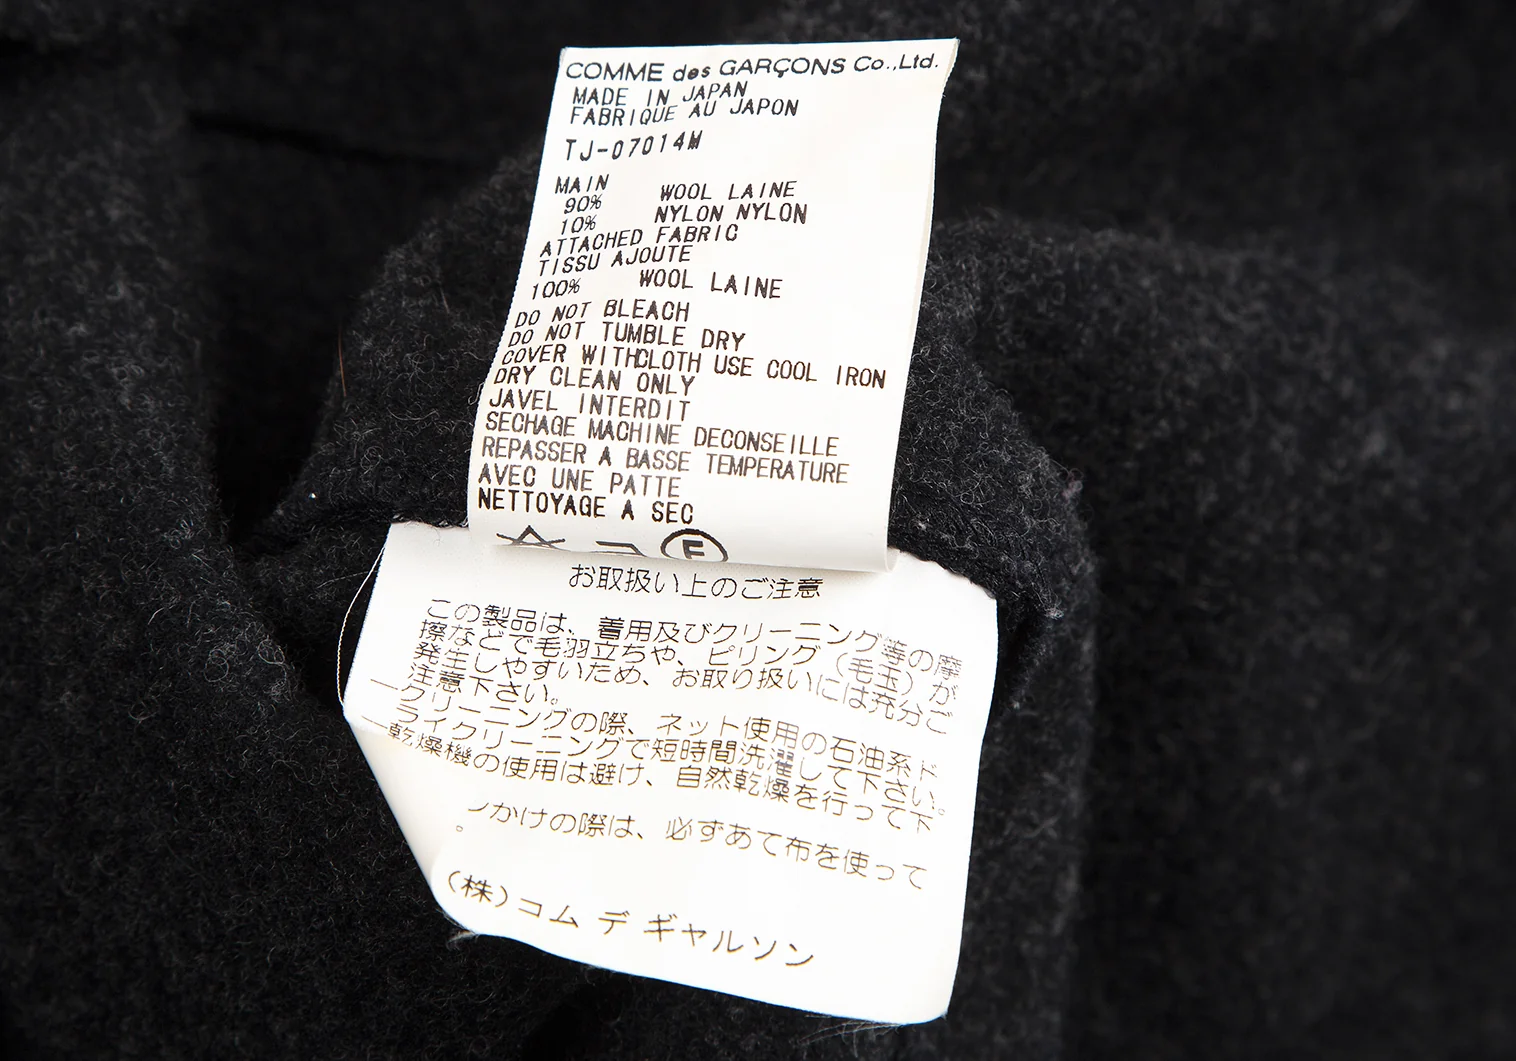 COMME des GARÇONS Co.,Ltd.
MADE IN JAPAN
FABRIQUE AU JAPON
TJ-07014M
MAIN
90% WOOL LAINE
10% NYLON NYLON
ATTACHED FABRIC
TISSU AJOUTE
100% WOOL LAINE
DO NOT BLEACH
DO NOT TUMBLE DRY
COVER WITHCLOTH USE COOL IRON
DRY CLEAN ONLY
JAVEL INTERDIT
SECHAGE MACHINE DECONSEILLE
REPASSER A BASSE TEMPERATURE
AVEC UNE PATTE
NETTOYAGE A SEC
F
お取扱い上のご注意
この製品は、着用及びクリーニング等の摩
擦などで毛羽立ちや、ピリング(毛玉)が
発生しやすいため、お取り扱いには充分ご
注意下さい。
クリーニングの際、ネット使用の石油系ド
ライクリーニングで短時間洗濯して下さい。
乾燥機の使用は避け、自然乾燥を行って下
かけの際は、必ずあて布を使って
。
(株)コム デ ギャルソン